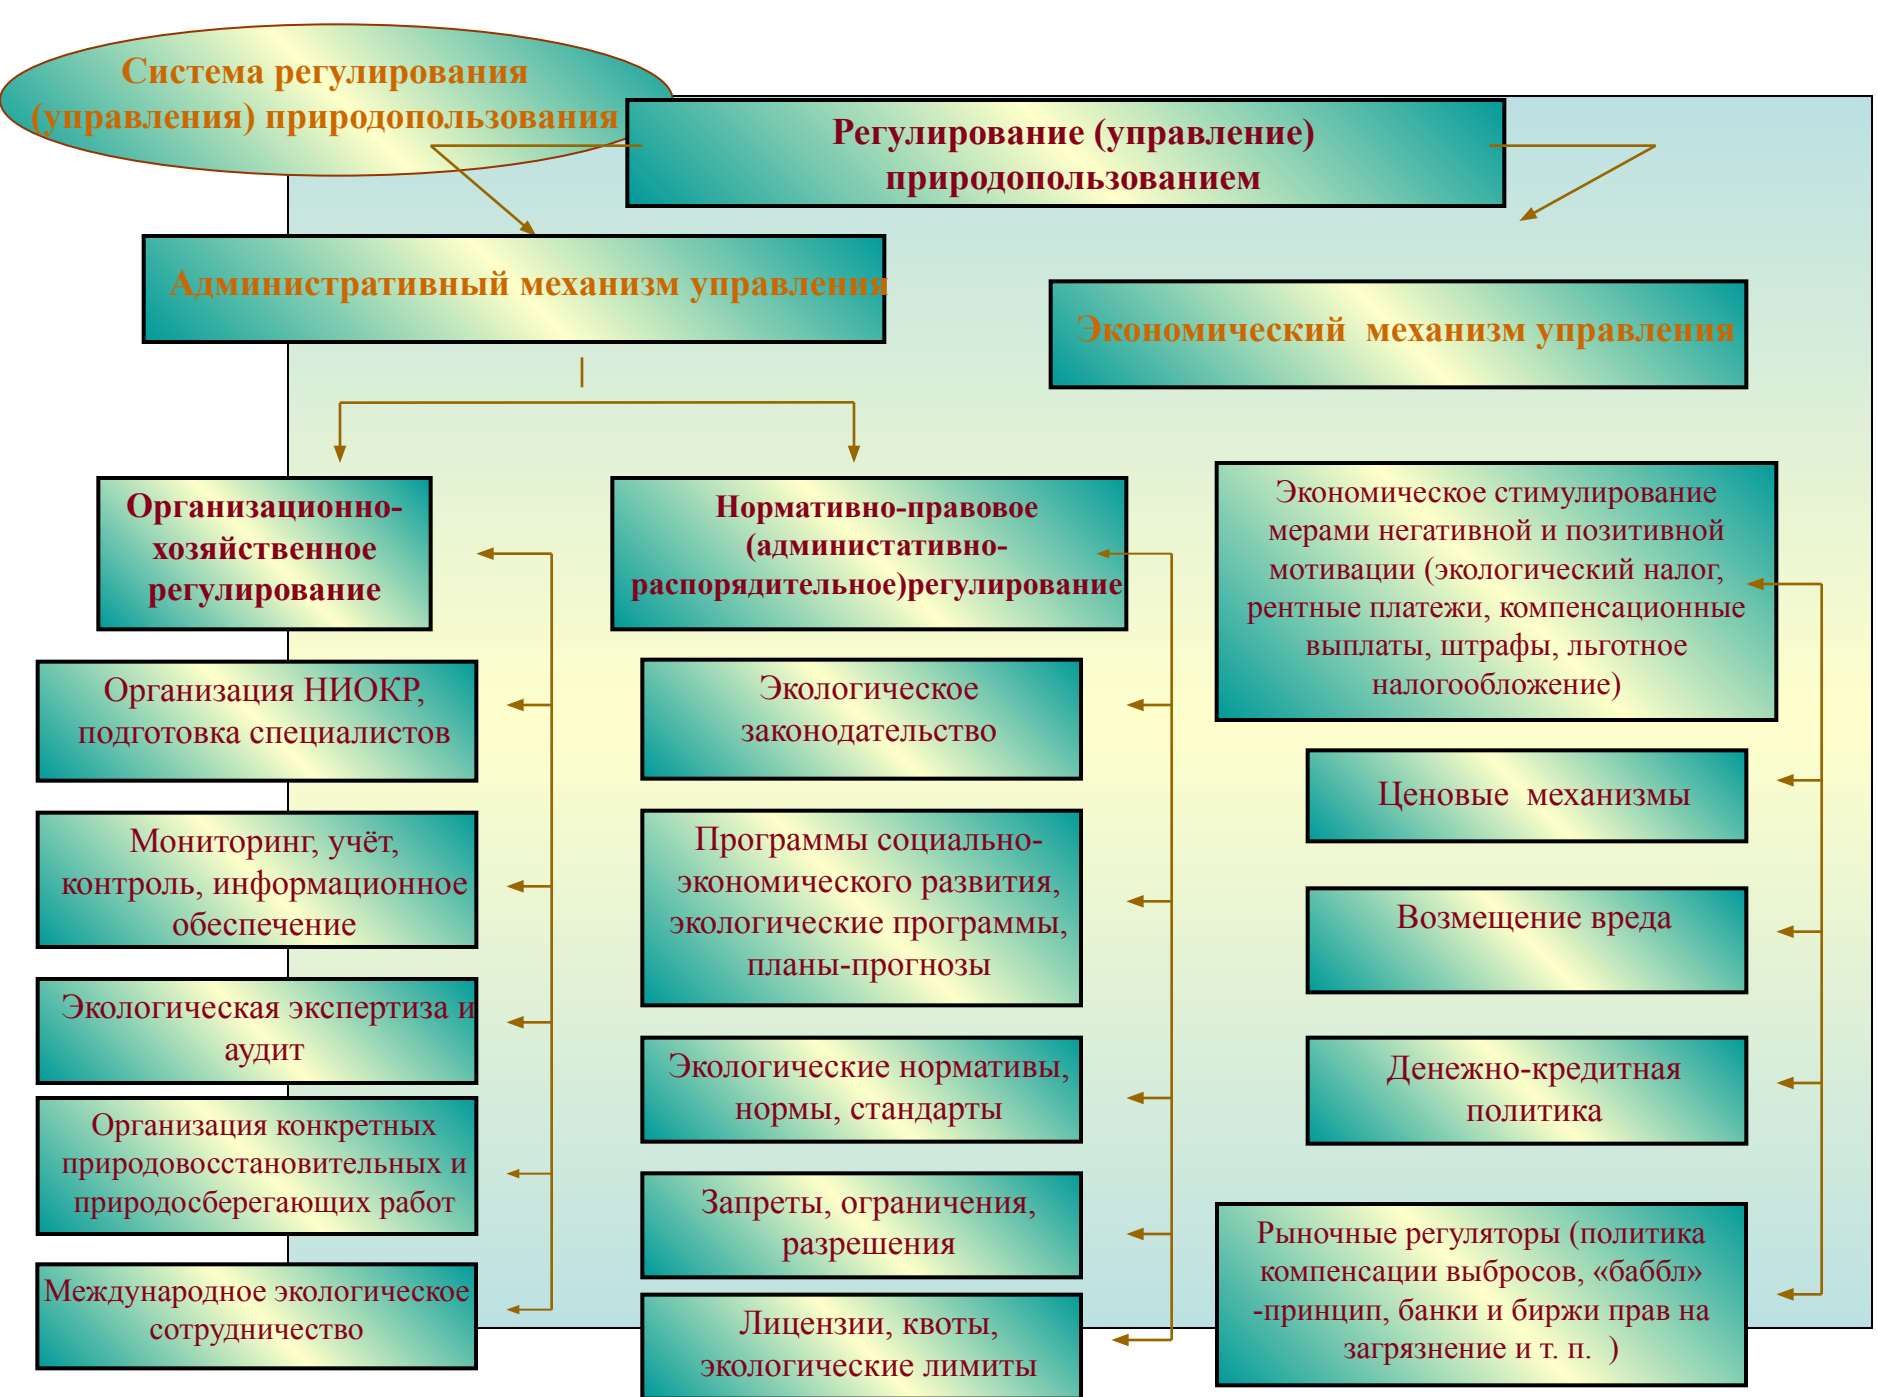 Система регулирования
(управления) природопользования
Регулирование (управление)
природопользованием
Административный механизм управления
Экономический механизм управления
Организационно-
хозяйственное
регулирование
Организация НИОКР,
подготовка специалистов
Мониторинг, учёт,
контроль, информационное
обеспечение
Экологическая экспертиза и
аудит
Организация конкретных
природовосстановительных и
природосберегающих работ
Международное экологическое
сотрудничество
Нормативно-правовое
(администативно-
распорядительное)регулирование
Экологическое
законодательство
Программы социально-
экономического развития,
экологические программы,
планы-прогнозы
Экологические нормативы,
нормы, стандарты
Запреты, ограничения,
разрешения
Лицензии, квоты,
экологические лимиты
Экономическое стимулирование
мерами негативной и позитивной
мотивации (экологический налог,
рентные платежи, компенсационные
выплаты, штрафы, льготное
налогообложение)
Ценовые механизмы
Возмещение вреда
Денежно-кредитная
политика
Рыночные регуляторы (политика
компенсации выбросов, «баббл»
-принцип, банки и биржи прав на
загрязнение и т. п. )